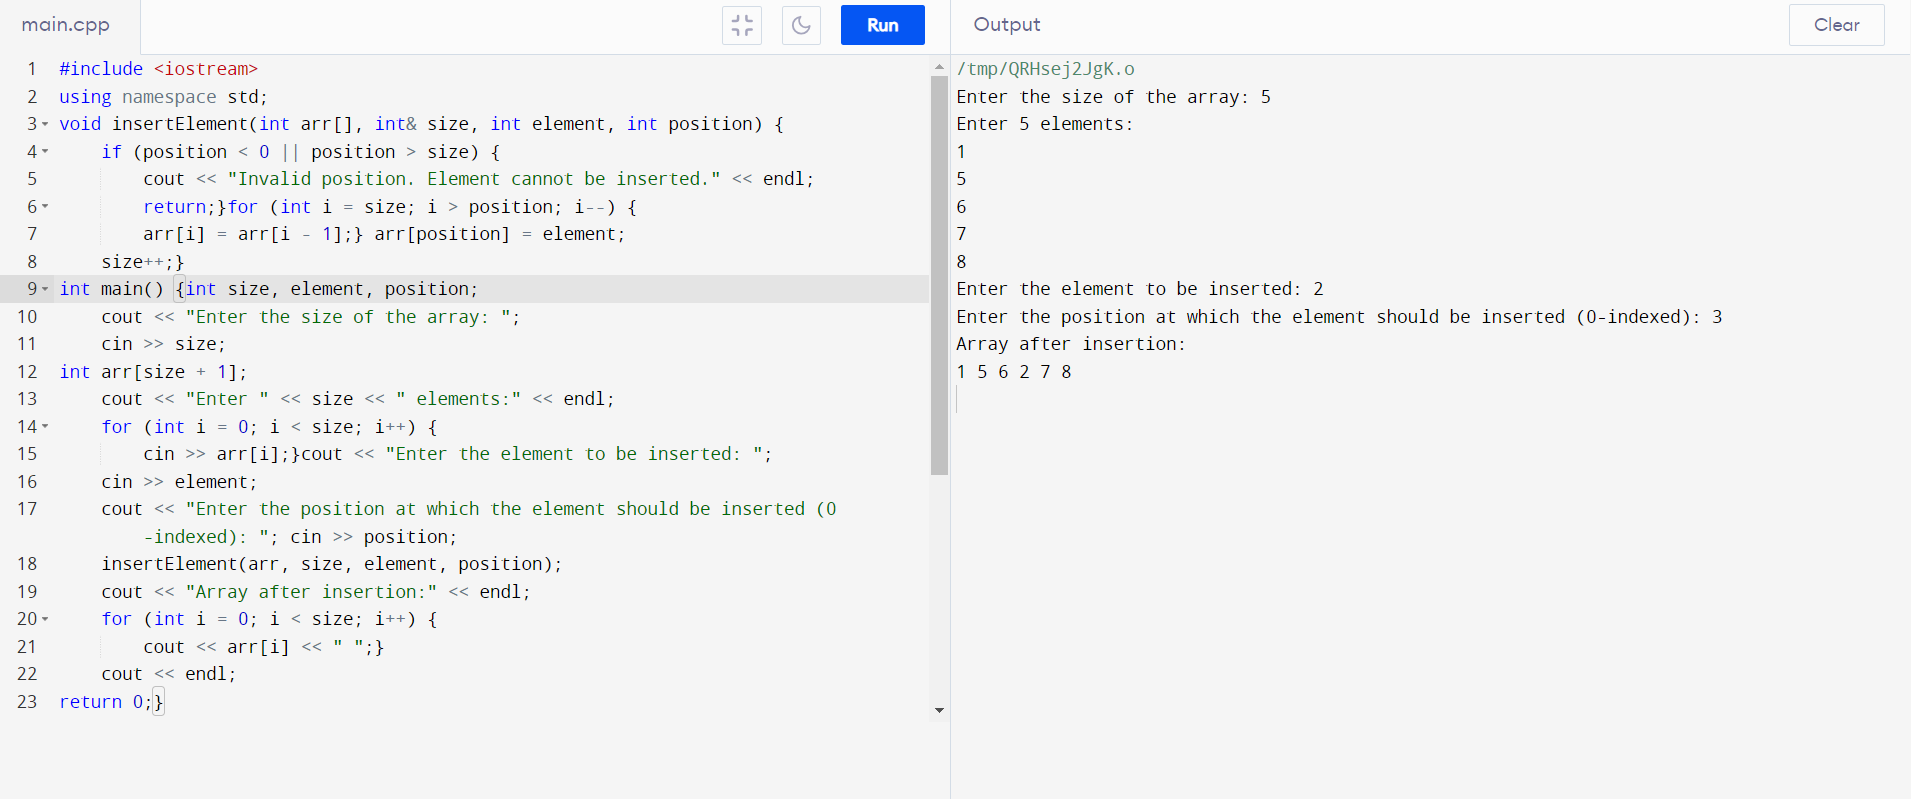 main.cpp
Run
Output
Clear
1 #include <iostream>
2 using namespace std;
3 void insertElement(int arr[], int& size, int element, int position) {
4     if (position < 0 || position > size) {
5         cout << "Invalid position. Element cannot be inserted." << endl;
6         return;}for (int i = size; i > position; i--) {
7         arr[i] = arr[i - 1];} arr[position] = element;
8     size++;}
9 int main() {int size, element, position;
10     cout << "Enter the size of the array: ";
11     cin >> size;
12 int arr[size + 1];
13     cout << "Enter " << size << " elements:" << endl;
14     for (int i = 0; i < size; i++) {
15         cin >> arr[i];}cout << "Enter the element to be inserted: ";
16     cin >> element;
17     cout << "Enter the position at which the element should be inserted (0
        -indexed): "; cin >> position;
18     insertElement(arr, size, element, position);
19     cout << "Array after insertion:" << endl;
20     for (int i = 0; i < size; i++) {
21         cout << arr[i] << " ";}
22     cout << endl;
23 return 0;}
/tmp/QRHsej2JgK.o
Enter the size of the array: 5
Enter 5 elements:
1
5
6
7
8
Enter the element to be inserted: 2
Enter the position at which the element should be inserted (0-indexed): 3
Array after insertion:
1 5 6 2 7 8